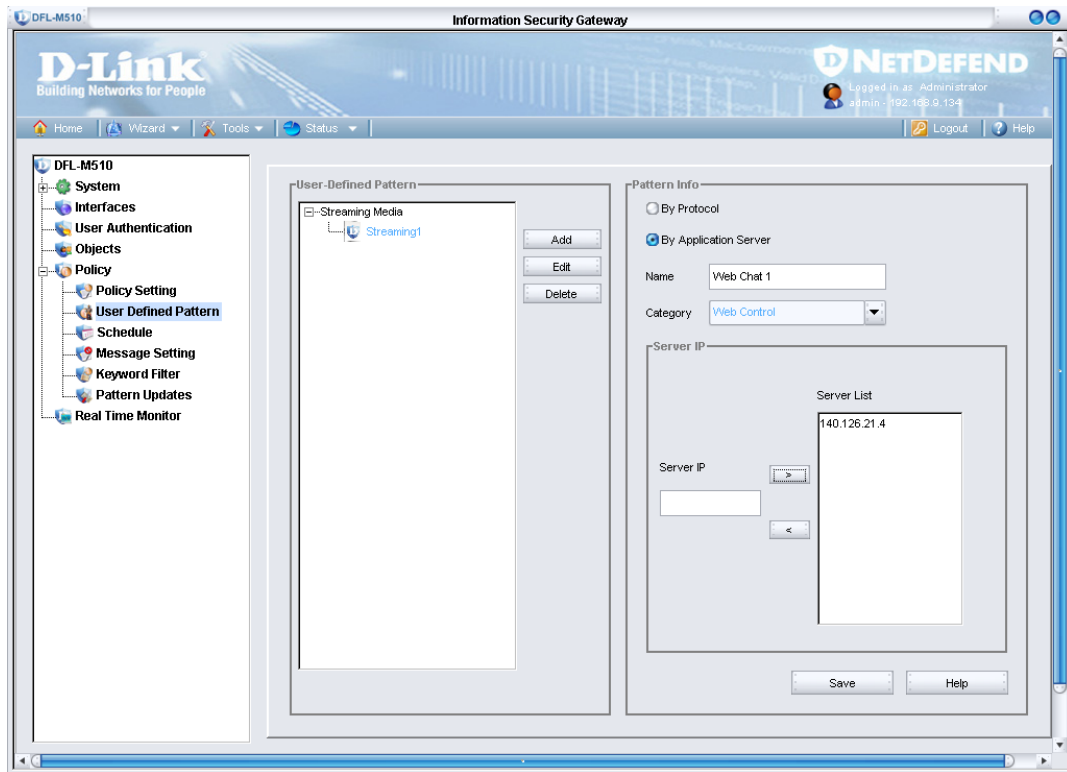 DFL-M510
Information Security Gateway
D-Link
Building Networks for People
NETDEFEND
Logged in as Administrator
admin - 192.168.9.134
Home
Wizard
Tools
Status
Logout
Help
DFL-M510
System
Interfaces
User Authentication
Objects
Policy
Policy Setting
User Defined Pattern
Schedule
Message Setting
Keyword Filter
Pattern Updates
Real Time Monitor
User-Defined Pattern
Streaming Media
Streaming1
Add
Edit
Delete
Pattern Info
By Protocol
By Application Server
Name Web Chat 1
Category Web Control
Server IP
Server List
140.126.21.4
Server IP
>
<
Save
Help